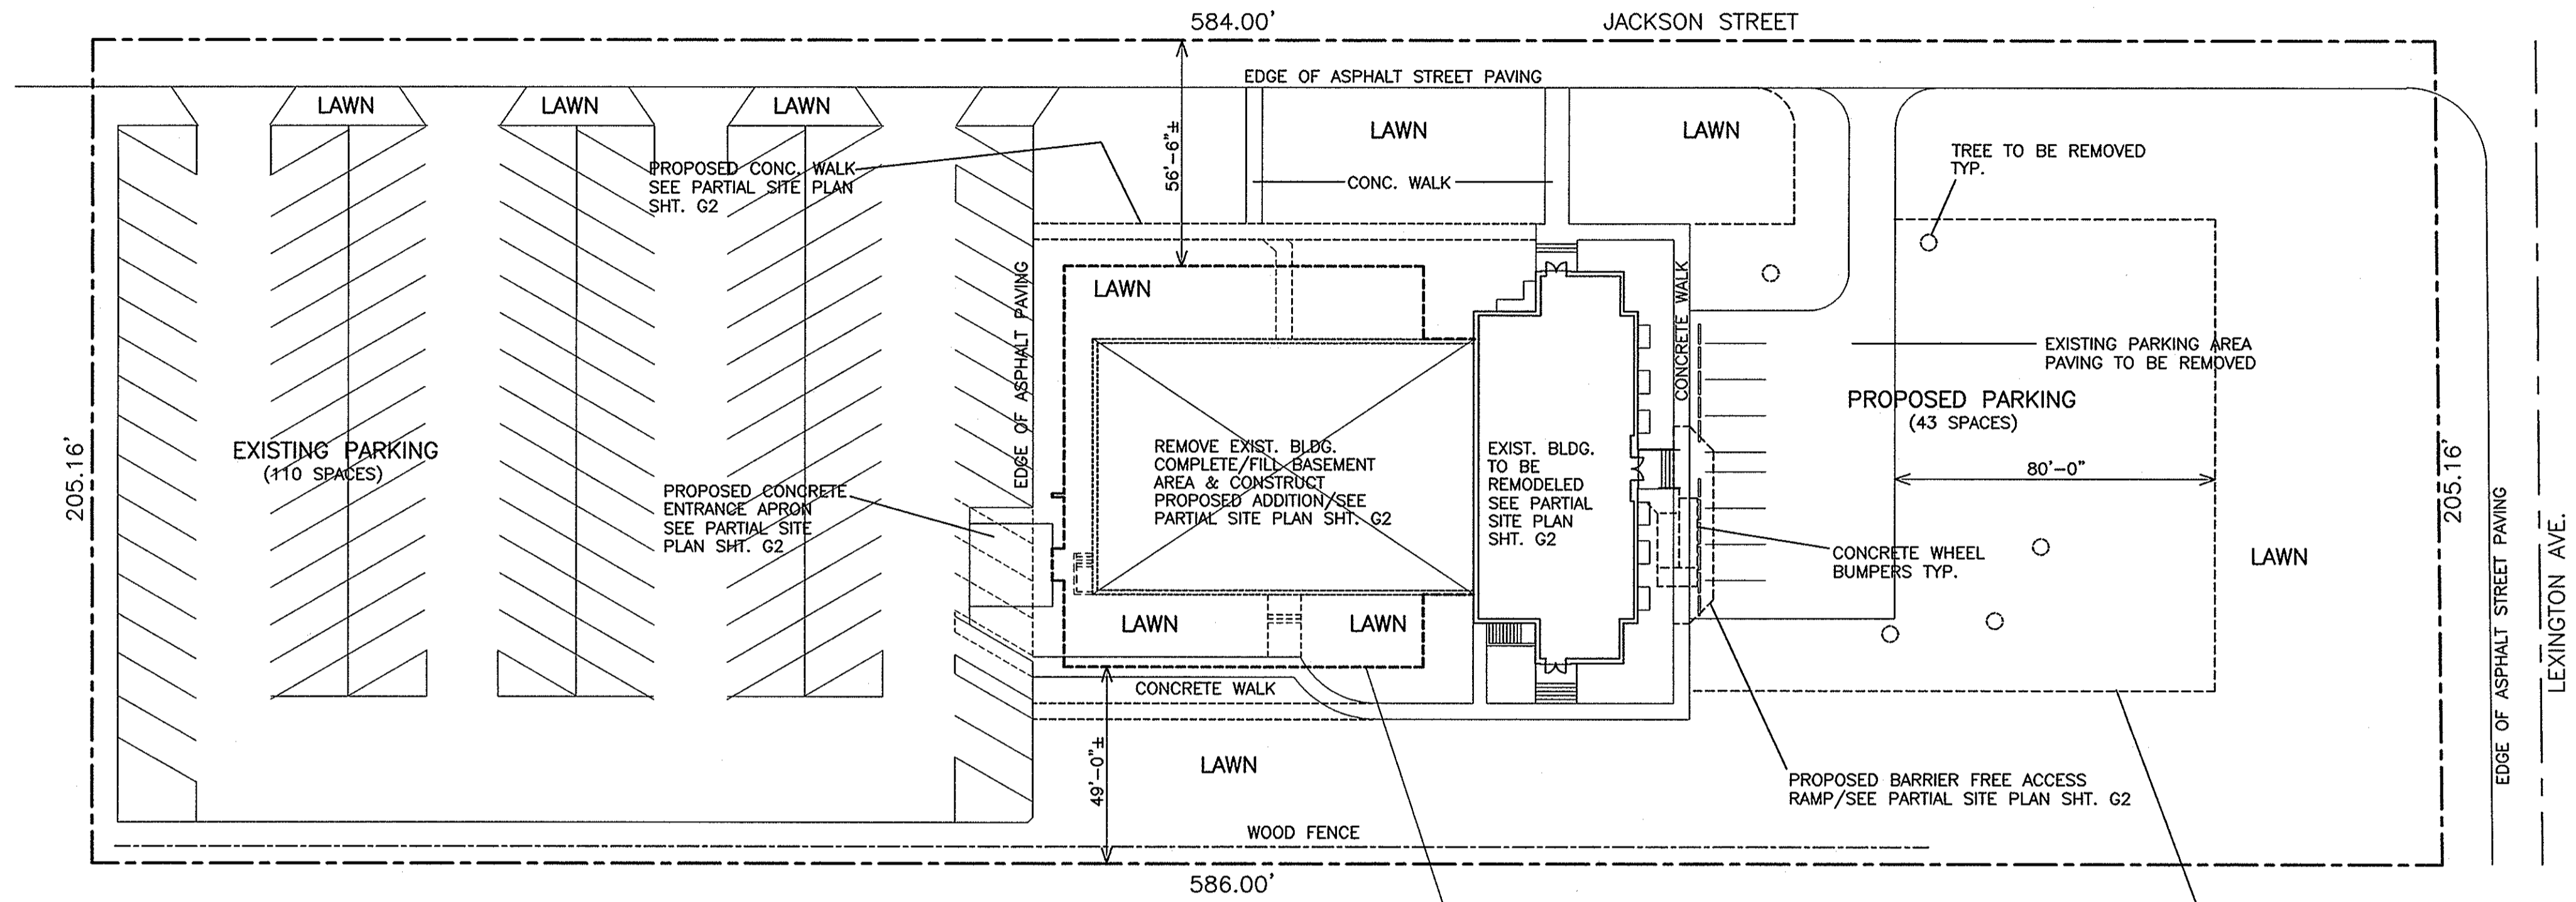 584.00'
JACKSON STREET
EDGE OF ASPHALT STREET PAVING
LAWN
LAWN
LAWN
LAWN
LAWN
56'-6"±
PROPOSED CONC. WALK
SEE PARTIAL SITE PLAN
SHT. G2
CONC. WALK
TREE TO BE REMOVED
TYP.
EDGE OF ASPHALT PAVING
LAWN
CONCRETE WALK
EXISTING PARKING AREA
PAVING TO BE REMOVED
PROPOSED PARKING
(43 SPACES)
205.16'
EXISTING PARKING
(110 SPACES)
PROPOSED CONCRETE
ENTRANCE APRON
SEE PARTIAL SITE
PLAN SHT. G2
REMOVE EXIST. BLDG.
COMPLETE/FILL BASEMENT
AREA & CONSTRUCT
PROPOSED ADDITION/SEE
PARTIAL SITE PLAN SHT. G2
EXIST. BLDG.
TO BE
REMODELED
SEE PARTIAL
SITE PLAN
SHT. G2
80'-0"
205.16'
EDGE OF ASPHALT STREET PAVING
LEXINGTON AVE.
CONCRETE WHEEL
BUMPERS TYP.
LAWN
LAWN
LAWN
CONCRETE WALK
49'-0"±
LAWN
PROPOSED BARRIER FREE ACCESS
RAMP/SEE PARTIAL SITE PLAN SHT. G2
WOOD FENCE
586.00'